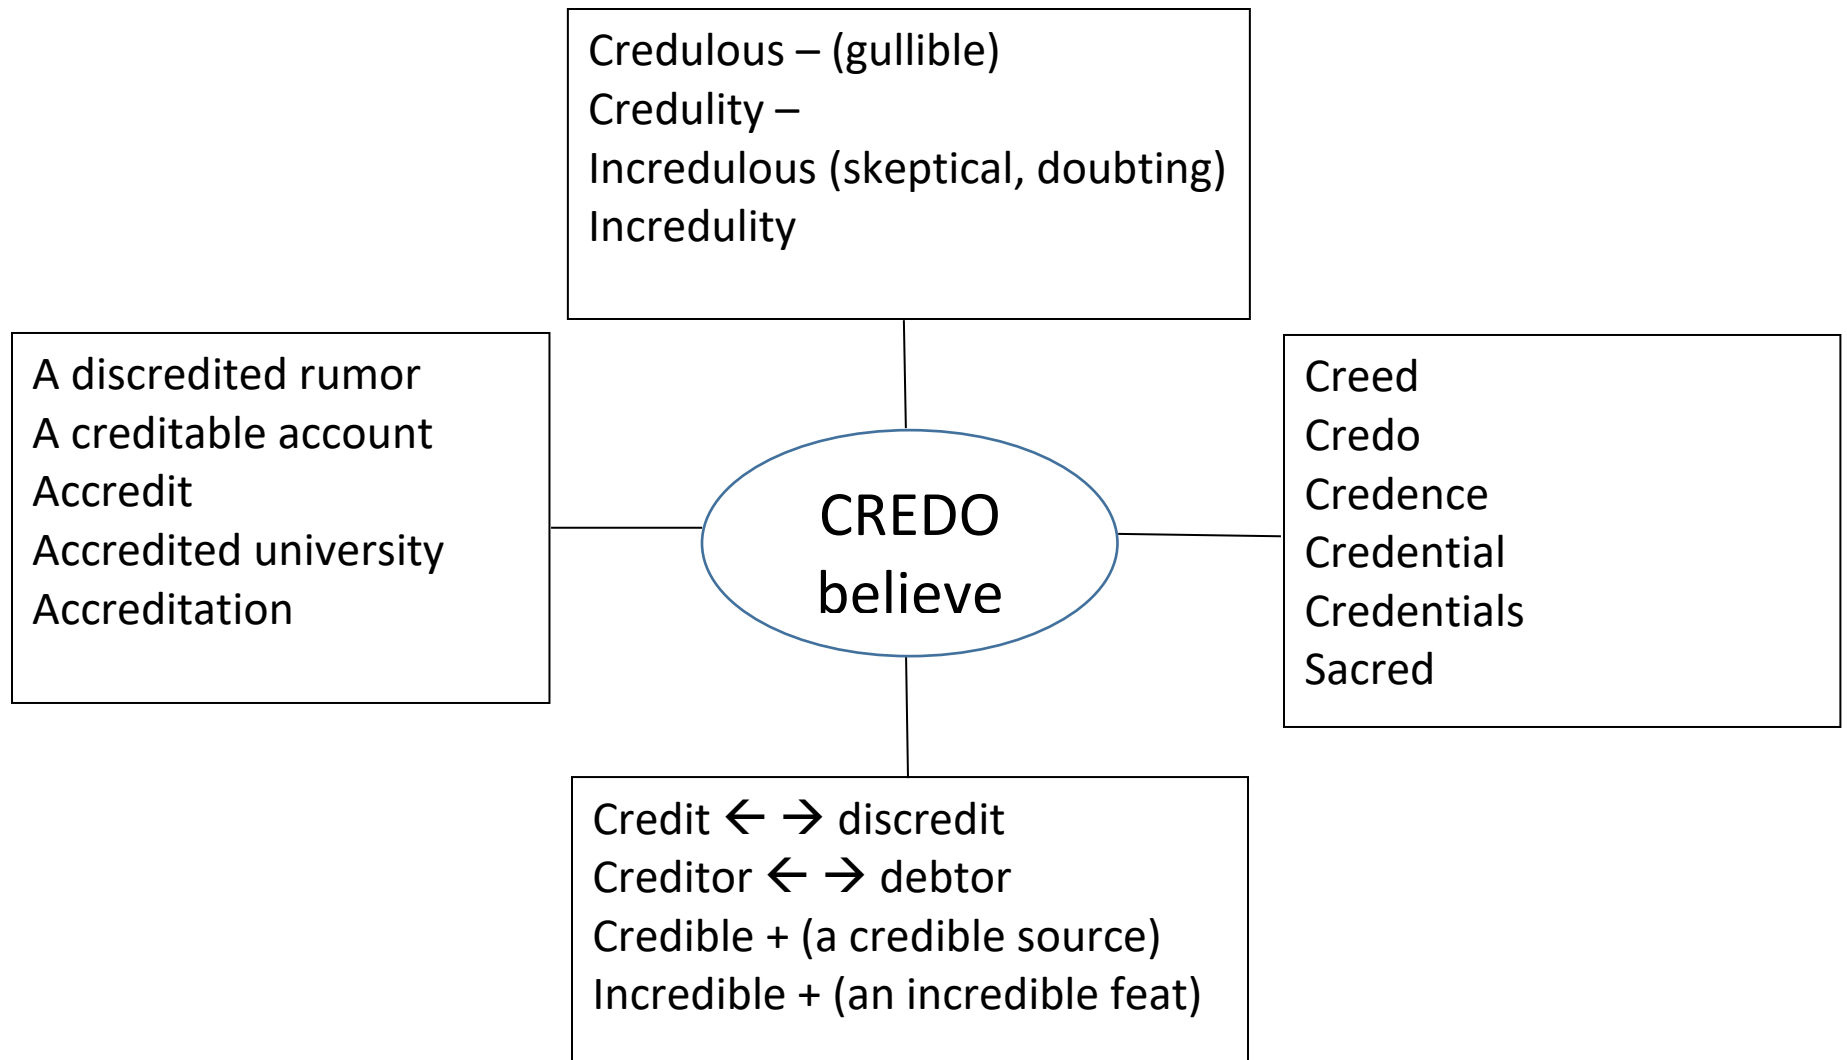 Credulous – (gullible)
Credulity –
Incredulous (skeptical, doubting)
Incredulity
A discredited rumor
A creditable account
Accredit
Accredited university
Accreditation
CREDO
believe
Creed
Credo
Credence
Credential
Credentials
Sacred
Credit ← → discredit
Creditor ← → debtor
Credible + (a credible source)
Incredible + (an incredible feat)